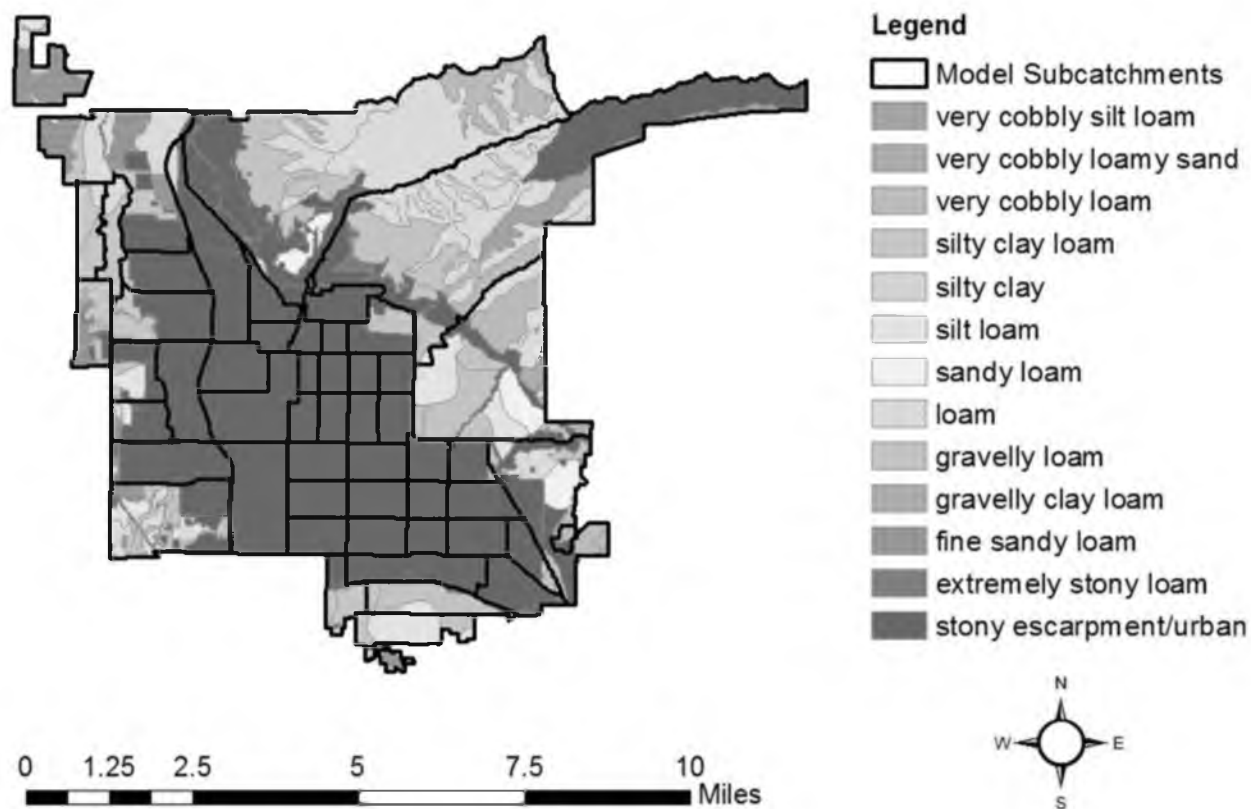 Legend
Model Subcatchments
very cobbly silt loam
very cobbly loamy sand
very cobbly loam
silty clay loam
silty clay
silt loam
sandy loam
loam
gravelly loam
gravelly clay loam
fine sandy loam
extremely stony loam
stony escarpment/urban
N
W E
S
0 1.25 2.5 5 7.5 10
Miles